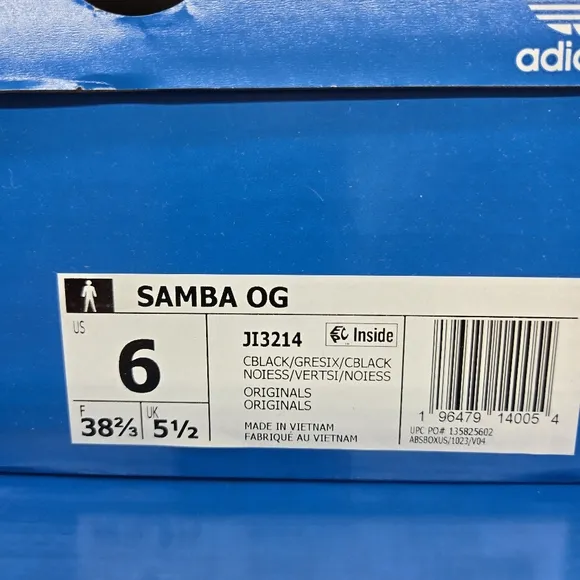 adid
SAMBA OG
US
6
F
38⅔
UK
5½
JI3214
Inside
CBLACK/GRESIX/CBLACK
NOIESS/VERTSI/NOIESS
ORIGINALS
ORIGINALS
MADE IN VIETNAM
FABRIQUÉ AU VIETNAM
1 96479 14005 4
UPC PO# 135825602
ABSBOXUS/1023/V04